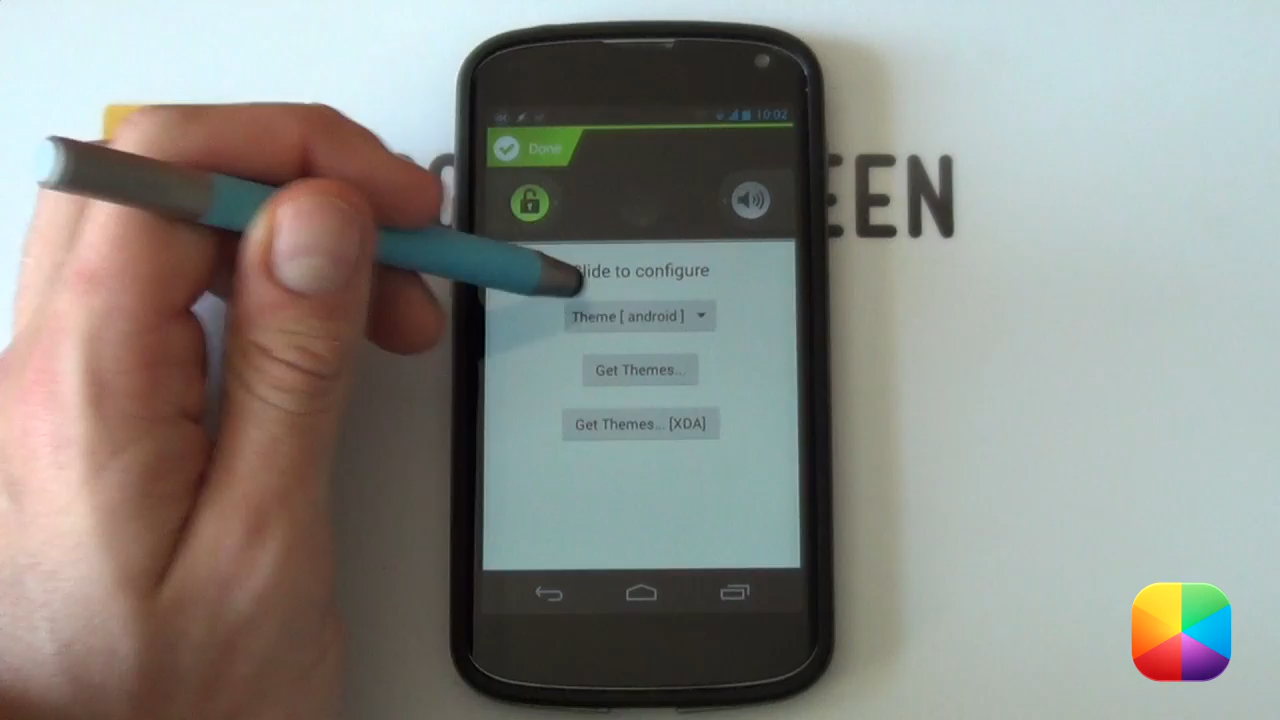 10:02
Done
EEN
Slide to configure
Theme [ android ]
Get Themes...
Get Themes... [XDA]